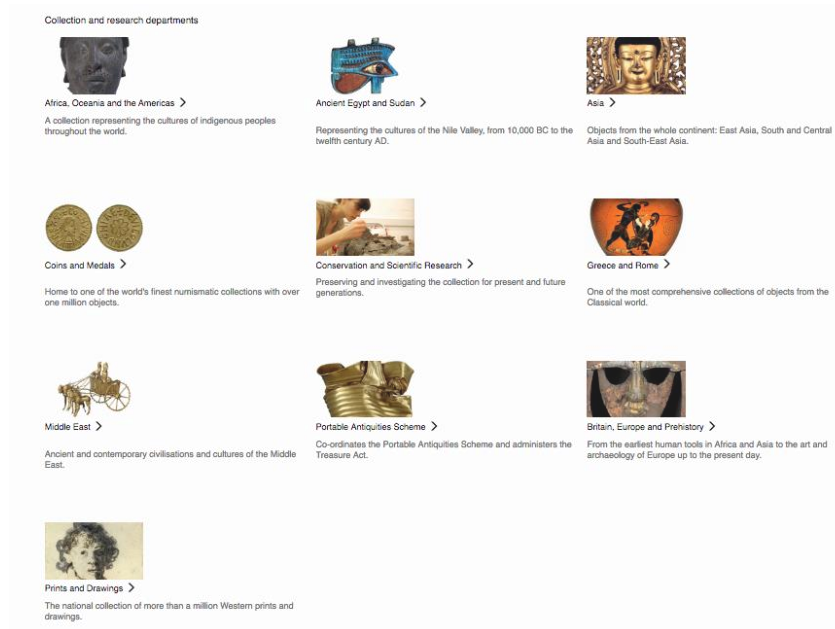 Collection and research departments
Africa, Oceania and the Americas
A collection representing the cultures of indigenous peoples
throughout the world.
Ancient Egypt and Sudan
Representing the cultures of the Nile Valley, from 10,000 BC to the
twelfth century AD.
Asia
Objects from the whole continent: East Asia, South and Central
Asia and South-East Asia.
Coins and Medals
Home to one of the world's finest numismatic collections with over
one million objects.
Conservation and Scientific Research
Preserving and investigating the collection for present and future
generations.
Greece and Rome
One of the most comprehensive collections of objects from the
Classical world.
Middle East
Ancient and contemporary civilisations and cultures of the Middle
East.
Portable Antiquities Scheme
Co-ordinates the Portable Antiquities Scheme and administers the
Treasure Act.
Britain, Europe and Prehistory
From the earliest human tools in Africa and Asia to the art and
archaeology of Europe up to the present day.
Prints and Drawings
The national collection of more than a million Western prints and
drawings.